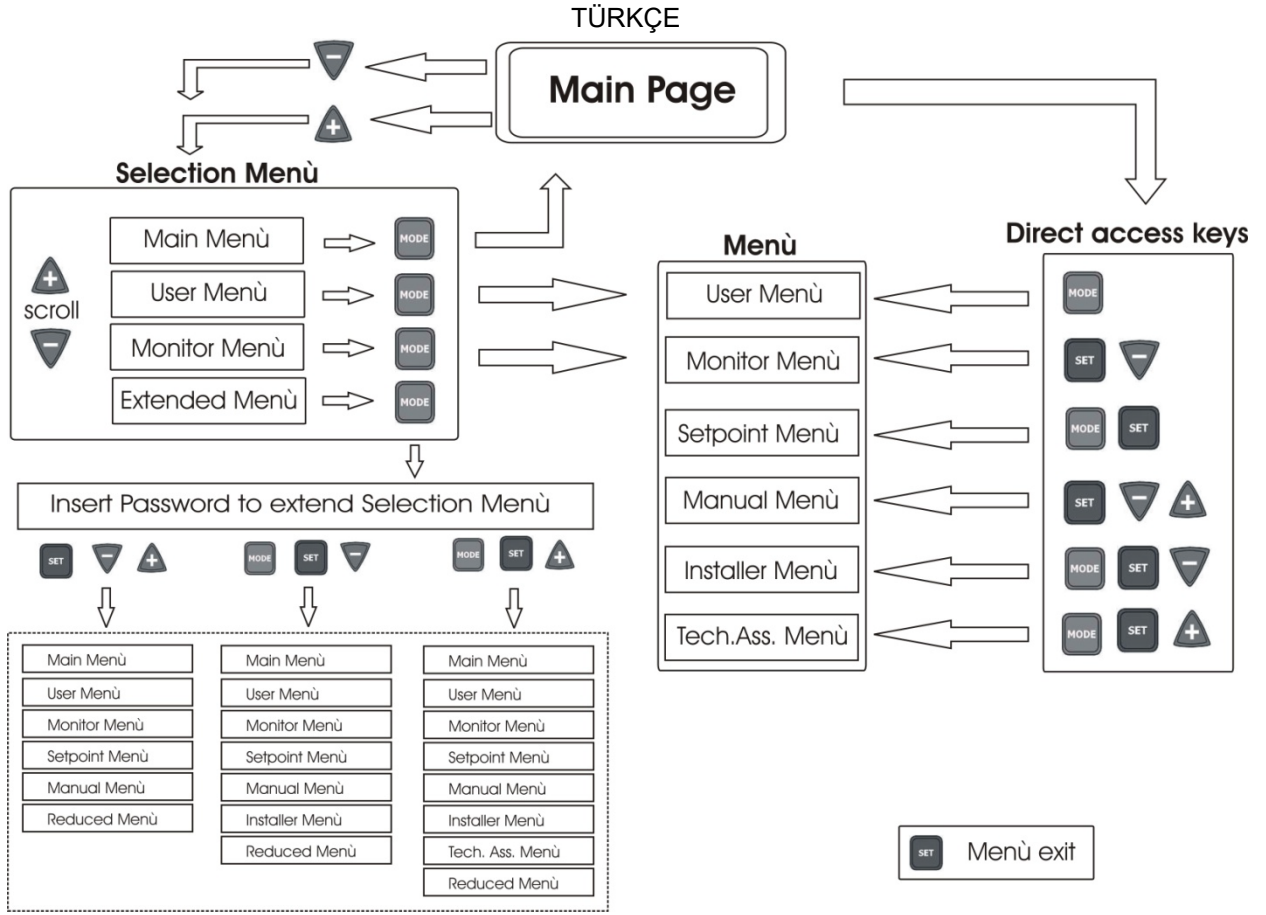 TÜRKÇE
Main Page
−
+
Selection Menù
Main Menù
MODE
User Menù
MODE
Monitor Menù
MODE
Extended Menù
MODE
+
scroll
−
Insert Password to extend Selection Menù
SET − +
MODE SET −
MODE SET +
Main Menù
User Menù
Monitor Menù
Setpoint Menù
Manual Menù
Reduced Menù
Main Menù
User Menù
Monitor Menù
Setpoint Menù
Manual Menù
Installer Menù
Reduced Menù
Main Menù
User Menù
Monitor Menù
Setpoint Menù
Manual Menù
Installer Menù
Tech. Ass. Menù
Reduced Menù
Menù
User Menù
Monitor Menù
Setpoint Menù
Manual Menù
Installer Menù
Tech.Ass. Menù
Direct access keys
MODE
SET −
MODE SET
SET − +
MODE SET −
MODE SET +
SET Menù exit